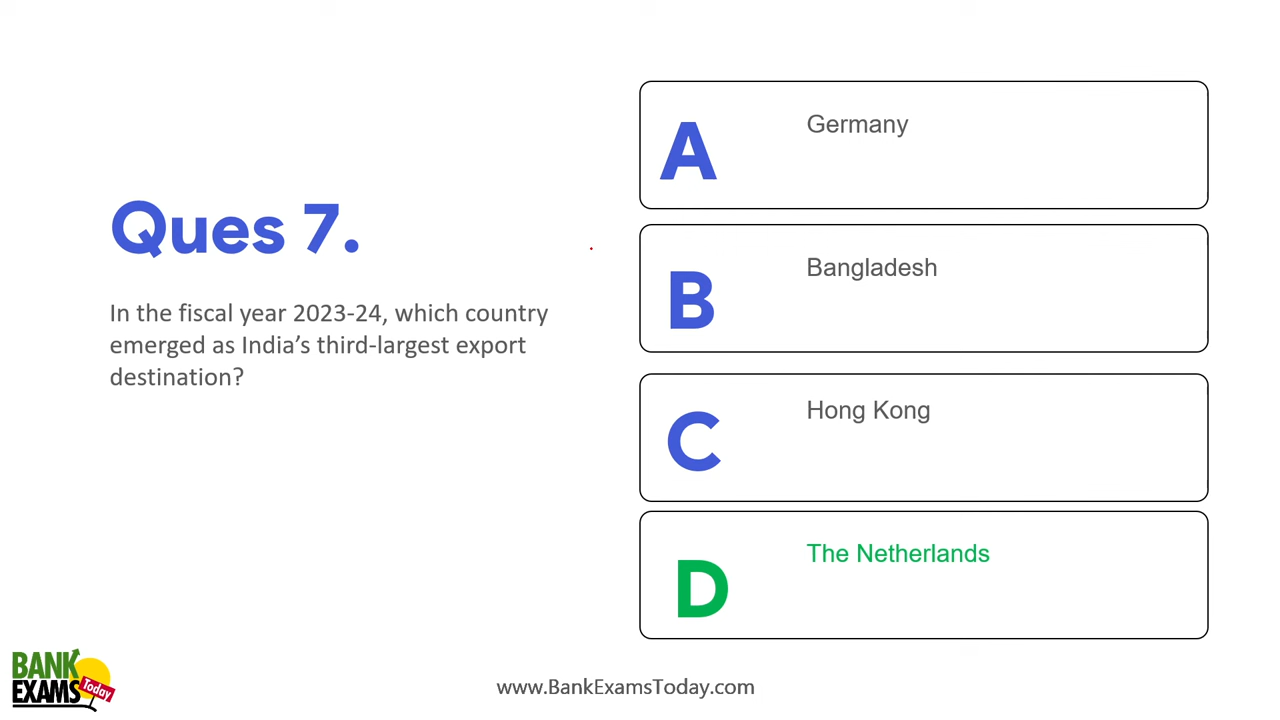 Ques 7.
In the fiscal year 2023-24, which country
emerged as India’s third-largest export
destination?
A
Germany
B
Bangladesh
C
Hong Kong
D
The Netherlands
BANK
EXAMS
Today
www.BankExamsToday.com